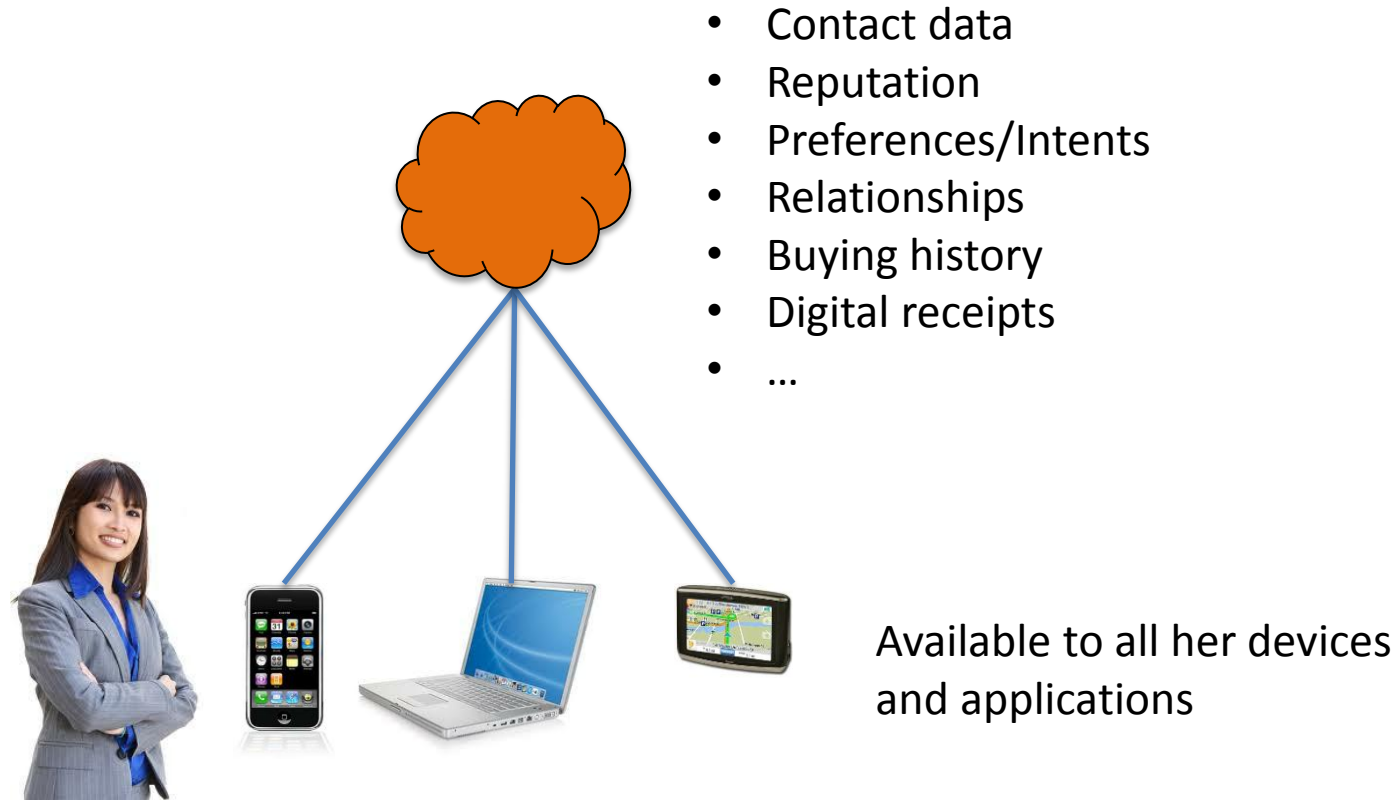 • Contact data
• Reputation
• Preferences/Intents
• Relationships
• Buying history
• Digital receipts
• ...
Available to all her devices
and applications